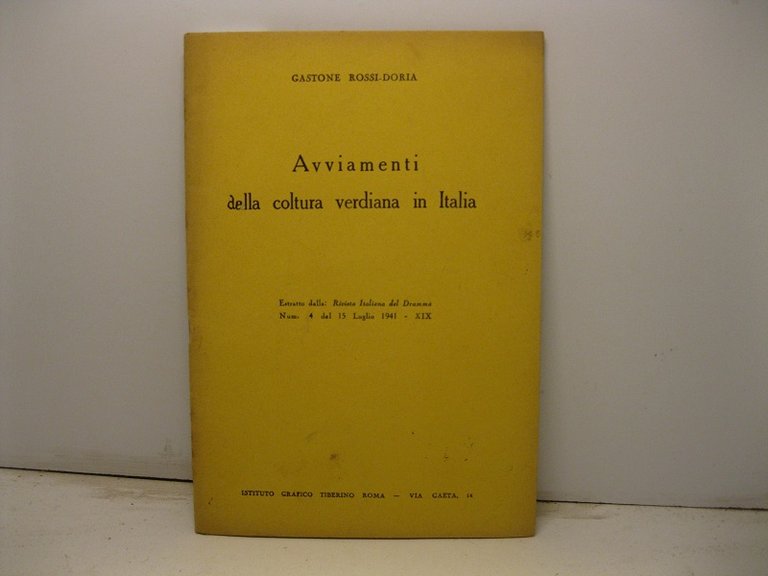 GASTONE ROSSI-DORIA
Avviamenti
della coltura verdiana in Italia
Estratto dalla: Rivista Italiana del Dramma
Num. 4 del 15 Luglio 1941 - XIX
ISTITUTO GRAFICO TIBERINO ROMA — VIA GAETA, 14